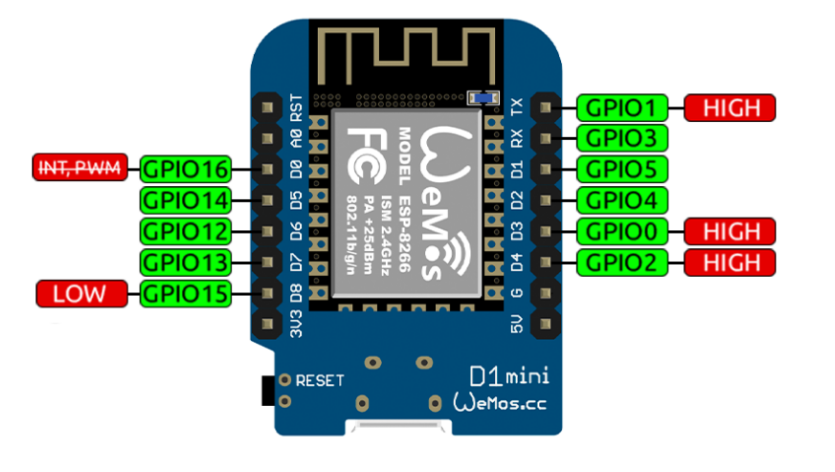 RST
A0
D0
D5
D6
D7
D8
3V3
INT, PWM
GPIO16
GPIO14
GPIO12
GPIO13
LOW
GPIO15
WeMos
MODEL ESP-8266
ISM 2.4GHz
PA +25dBm
802.11b/g/n
FC
TX
RX
D1
D2
D3
D4
G
5V
GPIO1 HIGH
GPIO3
GPIO5
GPIO4
GPIO0 HIGH
GPIO2 HIGH
RESET
D1mini
WeMos.cc